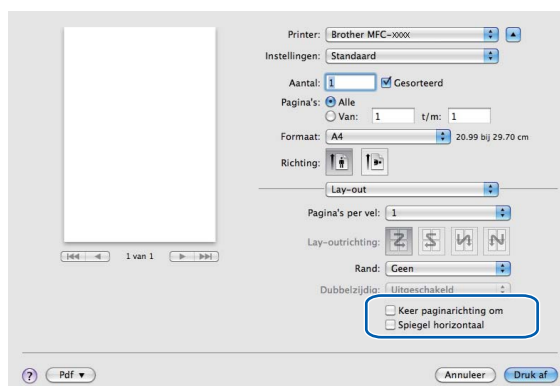 Printer: Brother MFC-xxxx
Instellingen: Standaard
Aantal: 1 Gesorteerd
Pagina's: Alle
Van: 1 t/m: 1
Formaat: A4 20.99 bij 29.70 cm
Richting:
Lay-out
Pagina's per vel: 1
Lay-outrichting:
1 van 1
Rand: Geen
Dubbelzijdig: Uitgeschakeld
Keer paginarichting om
Spiegel horizontaal
? Pdf ▼ Annuleer Druk af